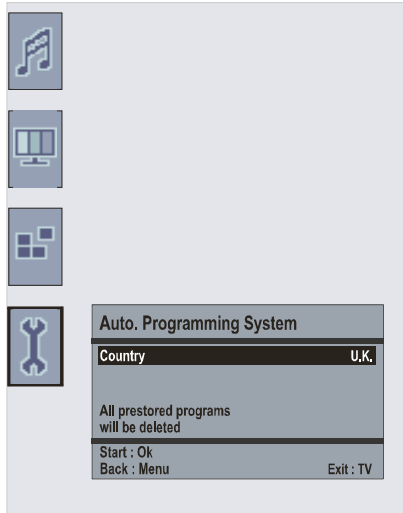 Auto. Programming System
Country U.K.
All prestored programs
will be deleted
Start : Ok
Back : Menu Exit : TV